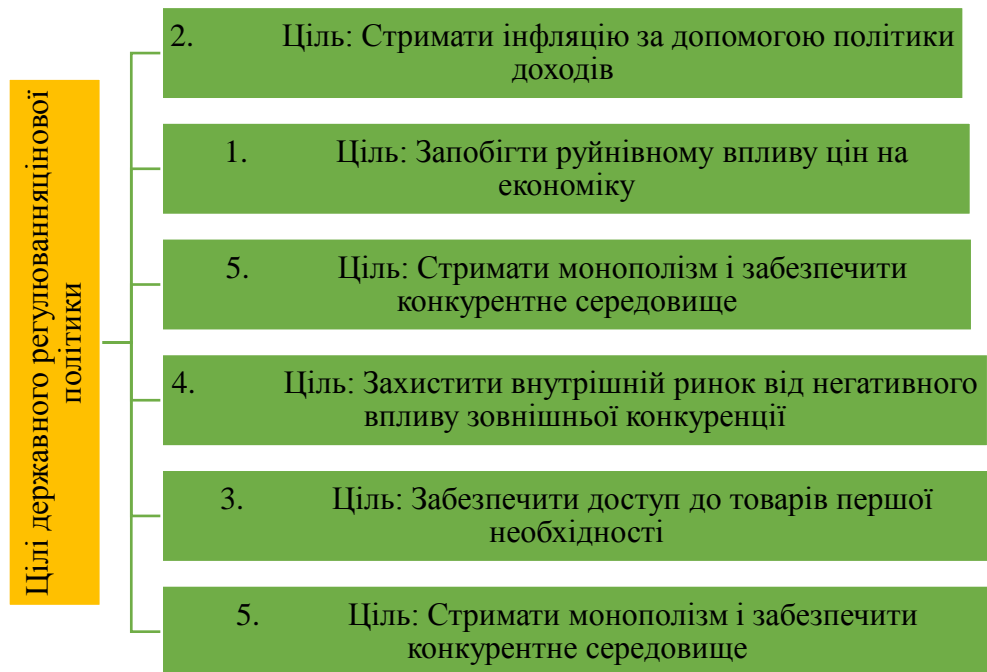 Цілі державного регулюванняцінової
політики
2. Ціль: Стримати інфляцію за допомогою політики
доходів
1. Ціль: Запобігти руйнівному впливу цін на
економіку
5. Ціль: Стримати монополізм і забезпечити
конкурентне середовище
4. Ціль: Захистити внутрішній ринок від негативного
впливу зовнішньої конкуренції
3. Ціль: Забезпечити доступ до товарів першої
необхідності
5. Ціль: Стримати монополізм і забезпечити
конкурентне середовище